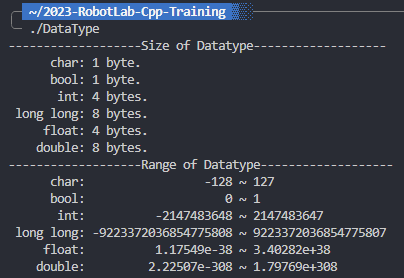 ~/2023-RobotLab-Cpp-Training
./DataType
------------------Size of Datatype-----------------
char: 1 byte.
bool: 1 byte.
int: 4 bytes.
long long: 8 bytes.
float: 4 bytes.
double: 8 bytes.
------------------Range of Datatype------------------
char: -128 ~ 127
bool: 0 ~ 1
int: -2147483648 ~ 2147483647
long long: -9223372036854775808 ~ 9223372036854775807
float: 1.17549e-38 ~ 3.40282e+38
double: 2.22507e-308 ~ 1.79769e+308